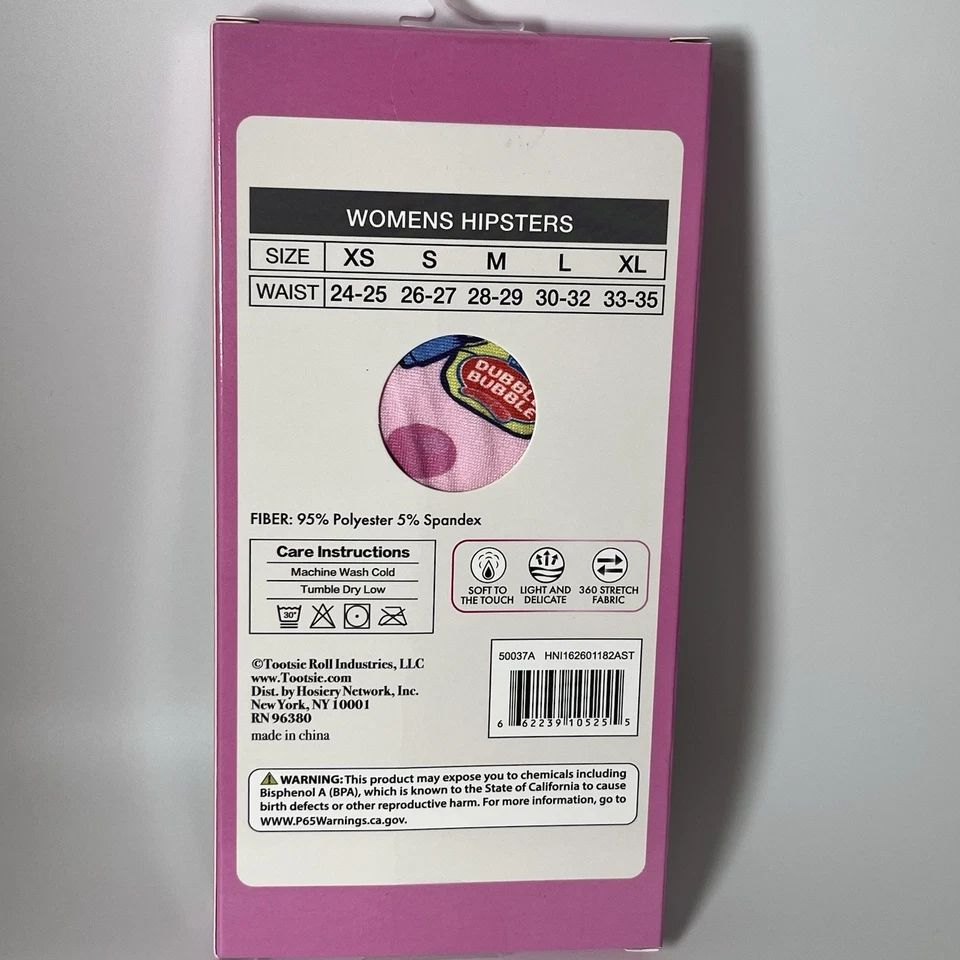 WOMENS HIPSTERS
SIZE XS S M L XL
WAIST 24-25 26-27 28-29 30-32 33-35
DUBBL
BUBBLE
FIBER: 95% Polyester 5% Spandex
Care Instructions
Machine Wash Cold
Tumble Dry Low
30°
SOFT TO
THE TOUCH
LIGHT AND
DELICATE
360 STRETCH
FABRIC
©Tootsie Roll Industries, LLC
www.Tootsie.com
Dist. by Hosiery Network, Inc.
New York, NY 10001
RN 96380
made in china
50037A HNI162601182AST
6 62239 10525 5
WARNING: This product may expose you to chemicals including
Bisphenol A (BPA), which is known to the State of California to cause
birth defects or other reproductive harm. For more information, go to
www.P65Warnings.ca.gov.